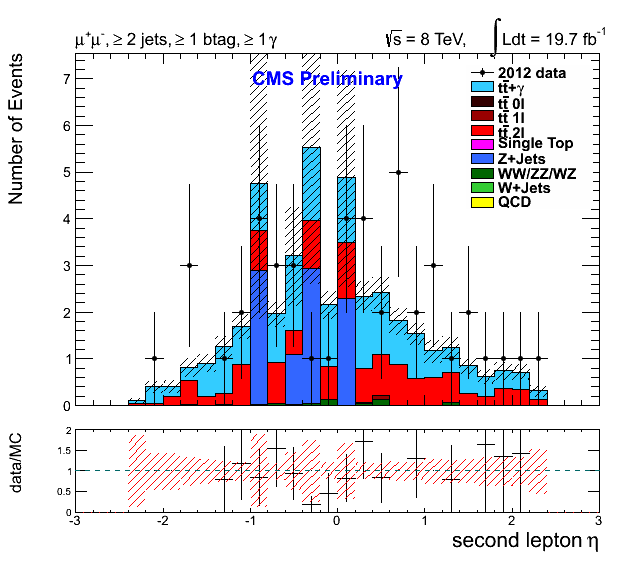 μ⁺μ⁻, ≥ 2 jets, ≥ 1 btag, ≥ 1 γ
√s = 8 TeV, ∫ Ldt = 19.7 fb⁻¹
CMS Preliminary
2012 data
tt̄+γ
tt̄ 0l
tt̄ 1l
tt̄ 2l
Single Top
Z+Jets
WW/ZZ/WZ
W+Jets
QCD
Number of Events
7
6
5
4
3
2
1
0
data/MC
2
1.5
1
0.5
0
-3 -2 -1 0 1 2 3
second lepton η